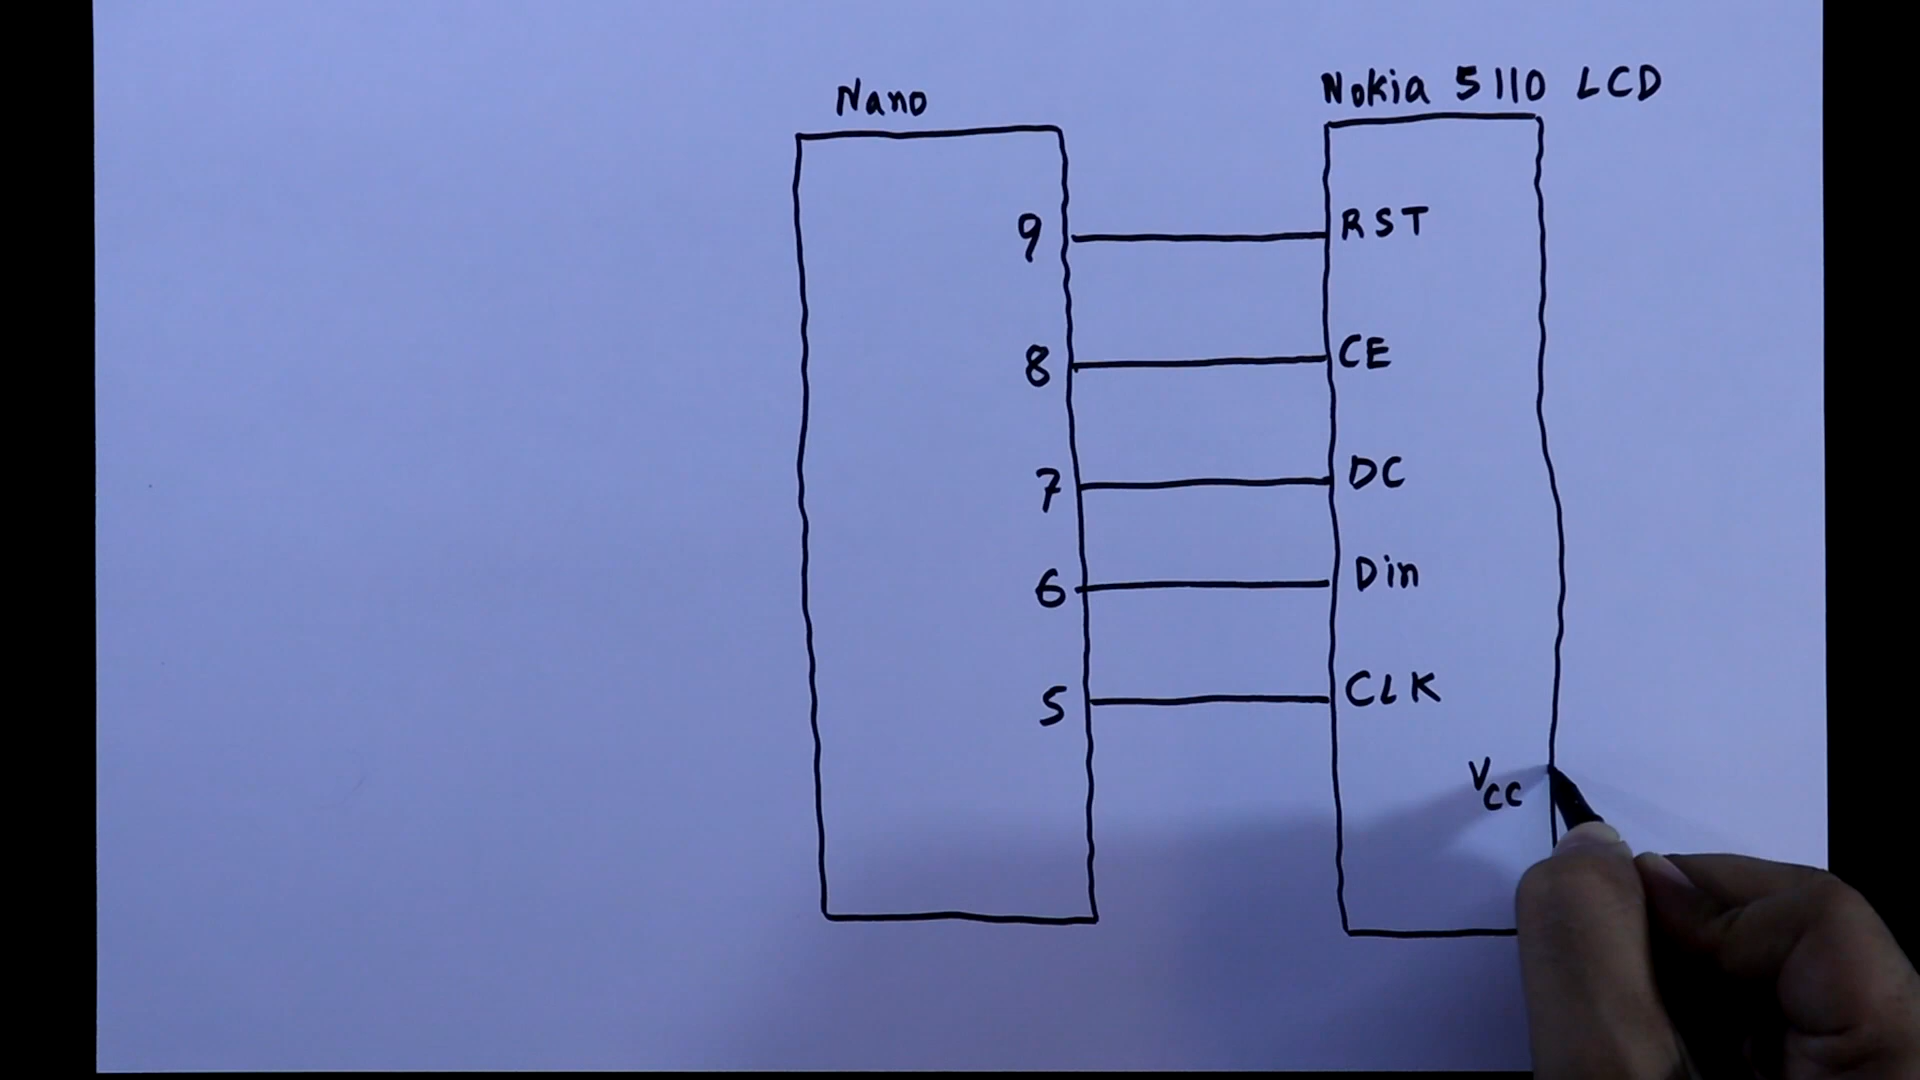 Nano
Nokia 5110 LCD
9 RST
8 CE
7 DC
6 Din
5 CLK
Vcc